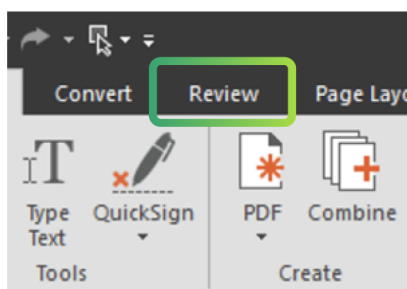 Convert Review Page Layo
Type Text QuickSign PDF Combine
Tools Create